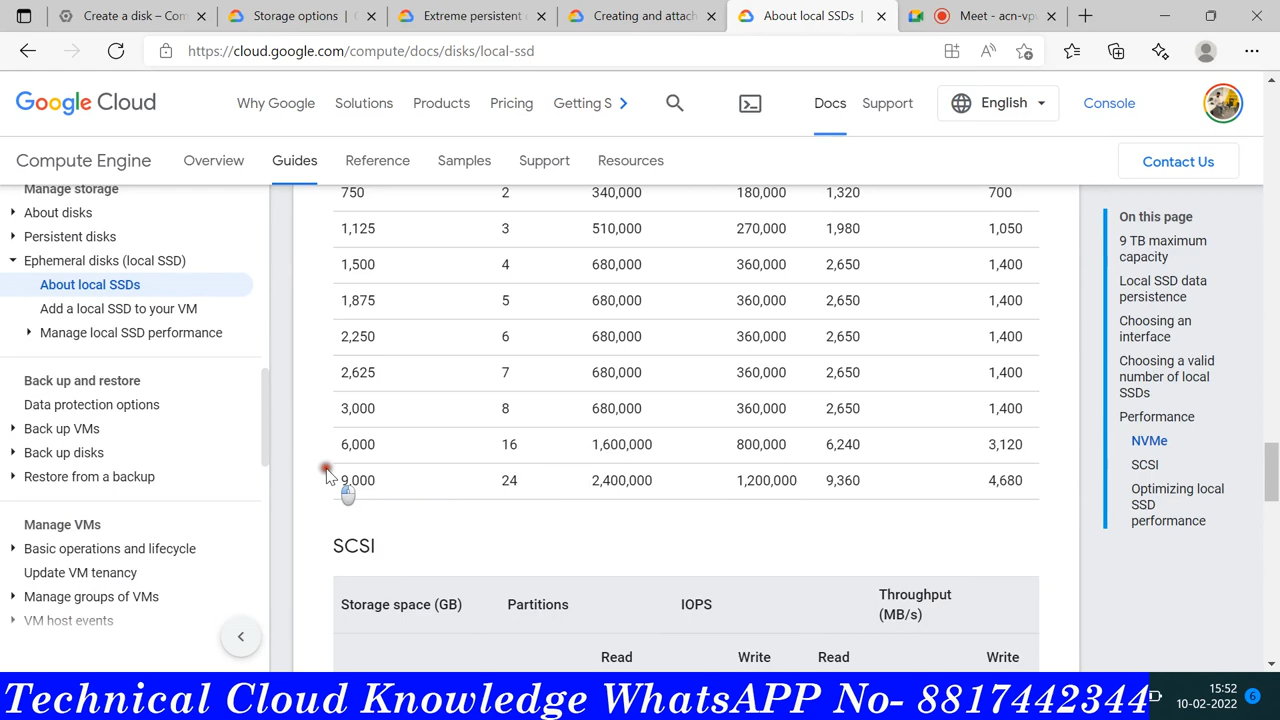 Create a disk – Com
Storage options |
Extreme persistent
Creating and attach
About local SSDs |
Meet - acn-vp
https://cloud.google.com/compute/docs/disks/local-ssd
Google Cloud
Why Google
Solutions
Products
Pricing
Getting S
Docs
Support
English
Console
Compute Engine
Overview
Guides
Reference
Samples
Support
Resources
Contact Us
Manage storage
About disks
Persistent disks
Ephemeral disks (local SSD)
About local SSDs
Add a local SSD to your VM
Manage local SSD performance
Back up and restore
Data protection options
Back up VMs
Back up disks
Restore from a backup
Manage VMs
Basic operations and lifecycle
Update VM tenancy
Manage groups of VMs
VM host events
750 2 340,000 180,000 1,320 700
1,125 3 510,000 270,000 1,980 1,050
1,500 4 680,000 360,000 2,650 1,400
1,875 5 680,000 360,000 2,650 1,400
2,250 6 680,000 360,000 2,650 1,400
2,625 7 680,000 360,000 2,650 1,400
3,000 8 680,000 360,000 2,650 1,400
6,000 16 1,600,000 800,000 6,240 3,120
9,000 24 2,400,000 1,200,000 9,360 4,680
SCSI
Storage space (GB) Partitions IOPS Throughput
(MB/s)
Read Write Read Write
On this page
9 TB maximum
capacity
Local SSD data
persistence
Choosing an
interface
Choosing a valid
number of local
SSDs
Performance
NVMe
SCSI
Optimizing local
SSD
performance
Technical Cloud Knowledge WhatsAPP No- 8817442344
15:52
10-02-2022
6